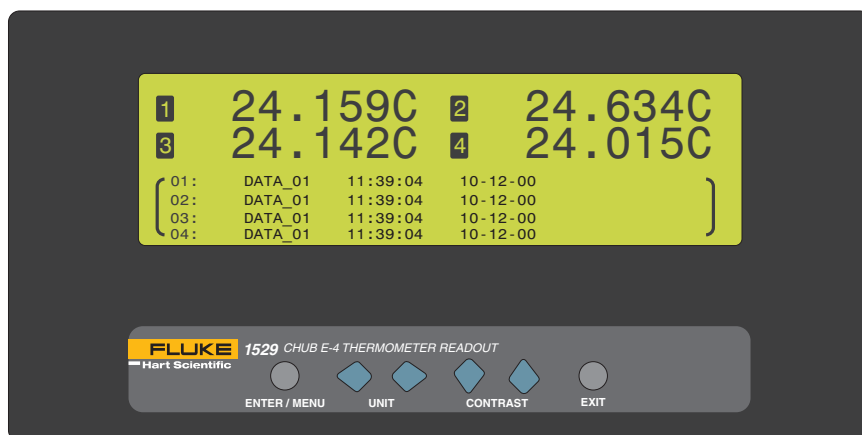 1 24.159C 2 24.634C
3 24.142C 4 24.015C
01: DATA_01 11:39:04 10-12-00
02: DATA_01 11:39:04 10-12-00
03: DATA_01 11:39:04 10-12-00
04: DATA_01 11:39:04 10-12-00
FLUKE 1529 CHUB E-4 THERMOMETER READOUT
Hart Scientific
ENTER / MENU UNIT CONTRAST EXIT